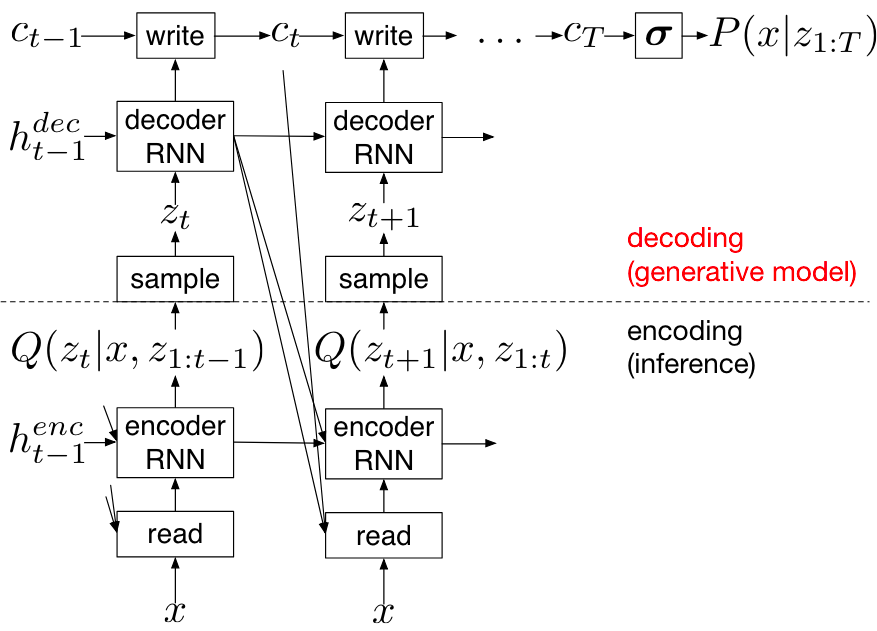 c_{t-1} write c_t write ... c_T σ P(x|z_{1:T})
h_{t-1}^{dec} decoder RNN decoder RNN
z_t z_{t+1}
decoding
(generative model)
sample sample
encoding
(inference)
Q(z_t|x, z_{1:t-1}) Q(z_{t+1}|x, z_{1:t})
h_{t-1}^{enc} encoder RNN encoder RNN
read read
x x